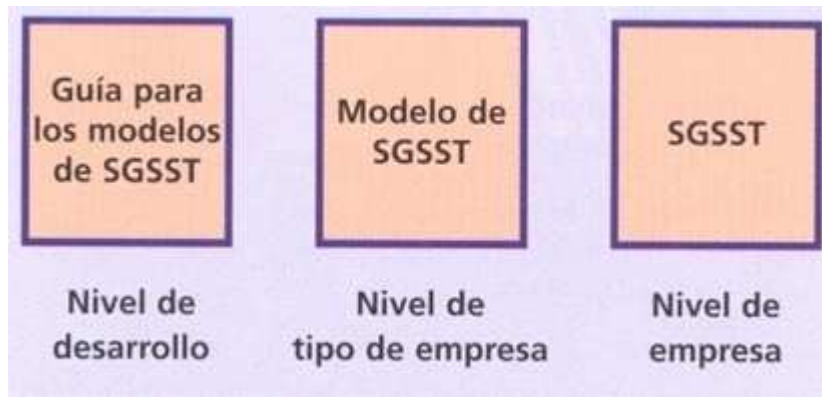 Guía para
los modelos
de SGSST
Modelo de
SGSST
SGSST
Nivel de
desarrollo
Nivel de
tipo de empresa
Nivel de
empresa